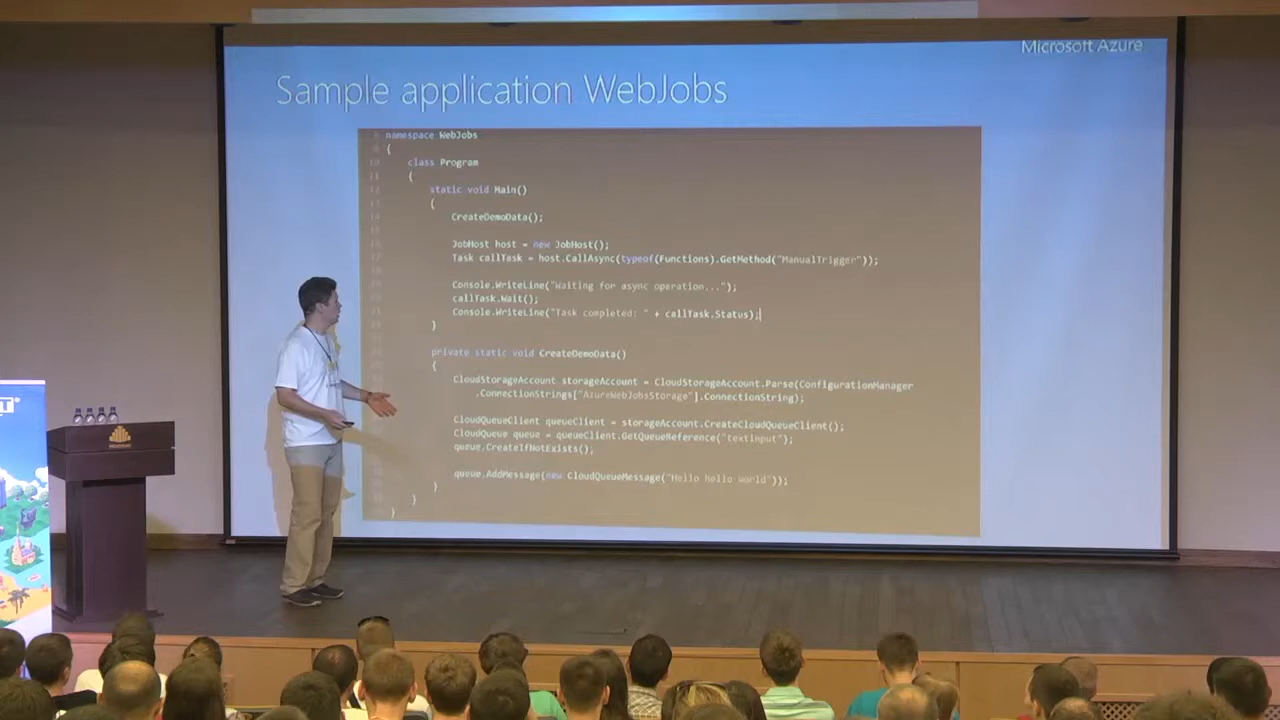 Microsoft Azure
Sample application WebJobs
namespace WebJobs
{
class Program
{
static void Main()
{
CreateDemoData();
JobHost host = new JobHost();
Task callTask = host.CallAsync(typeof(Functions).GetMethod("ManualTrigger"));
Console.WriteLine("Waiting for async operation...");
callTask.Wait();
Console.WriteLine("Task completed: " + callTask.Status);
}
private static void CreateDemoData()
{
CloudStorageAccount storageAccount = CloudStorageAccount.Parse(ConfigurationManager
.ConnectionStrings["AzureWebJobsStorage"].ConnectionString);
CloudQueueClient queueClient = storageAccount.CreateCloudQueueClient();
CloudQueue queue = queueClient.GetQueueReference("textInput");
queue.CreateIfNotExists();
queue.AddMessage(new CloudQueueMessage("Hello hello world"));
}
}
}